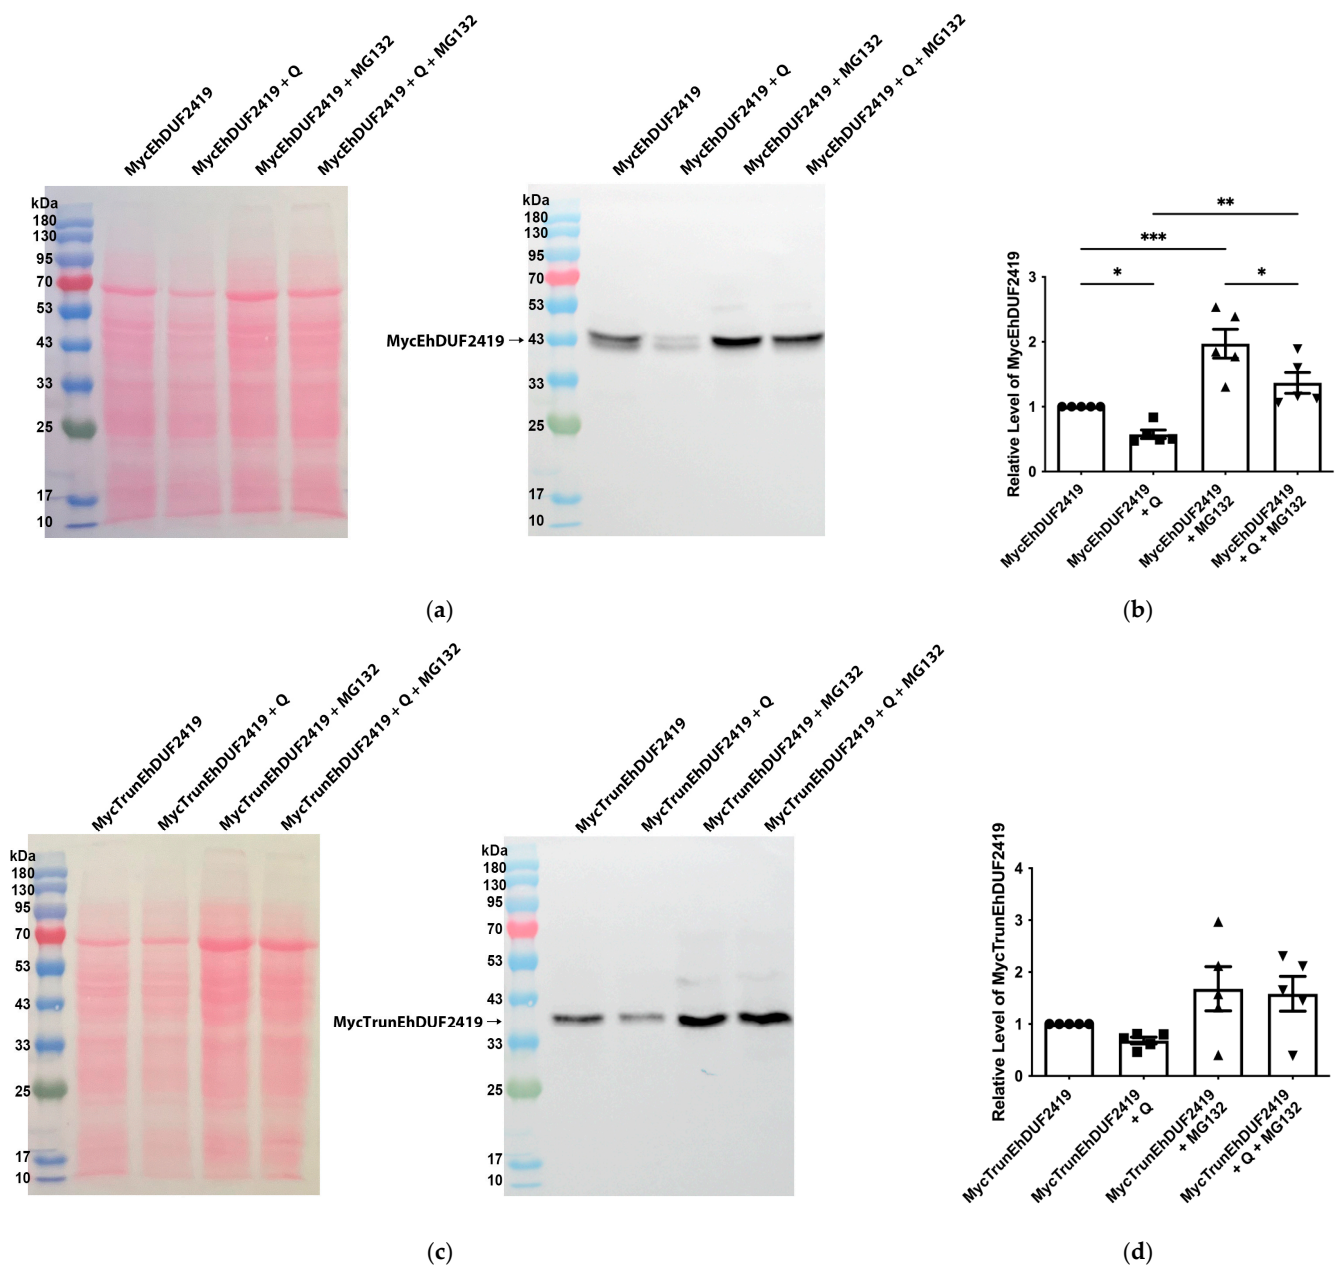 MycEhDUF2419
MycEhDUF2419 + Q
MycEhDUF2419 + MG132
MycEhDUF2419 + Q + MG132
kDa
180
130
95
70
53
43
33
25
17
10
MycEhDUF2419
MycEhDUF2419 + Q
MycEhDUF2419 + MG132
MycEhDUF2419 + Q + MG132
MycEhDUF2419 →
kDa
180
130
95
70
53
43
33
25
17
10
Relative Level of MycEhDUF2419
**
***
*
*
3
2
1
0
MycEhDUF2419
MycEhDUF2419
+ Q
MycEhDUF2419
+ MG132
MycEhDUF2419
+ Q + MG132
(a)
(b)
MycTrunEhDUF2419
MycTrunEhDUF2419 + Q
MycTrunEhDUF2419 + MG132
MycTrunEhDUF2419 + Q + MG132
kDa
180
130
95
70
53
43
33
25
17
10
MycTrunEhDUF2419
MycTrunEhDUF2419 + Q
MycTrunEhDUF2419 + MG132
MycTrunEhDUF2419 + Q + MG132
MycTrunEhDUF2419 →
kDa
180
130
95
70
53
43
33
25
17
10
Relative Level of MycTrunEhDUF2419
4
3
2
1
0
MycTrunEhDUF2419
MycTrunEhDUF2419
+ Q
MycTrunEhDUF2419
+ MG132
MycTrunEhDUF2419
+ Q + MG132
(c)
(d)